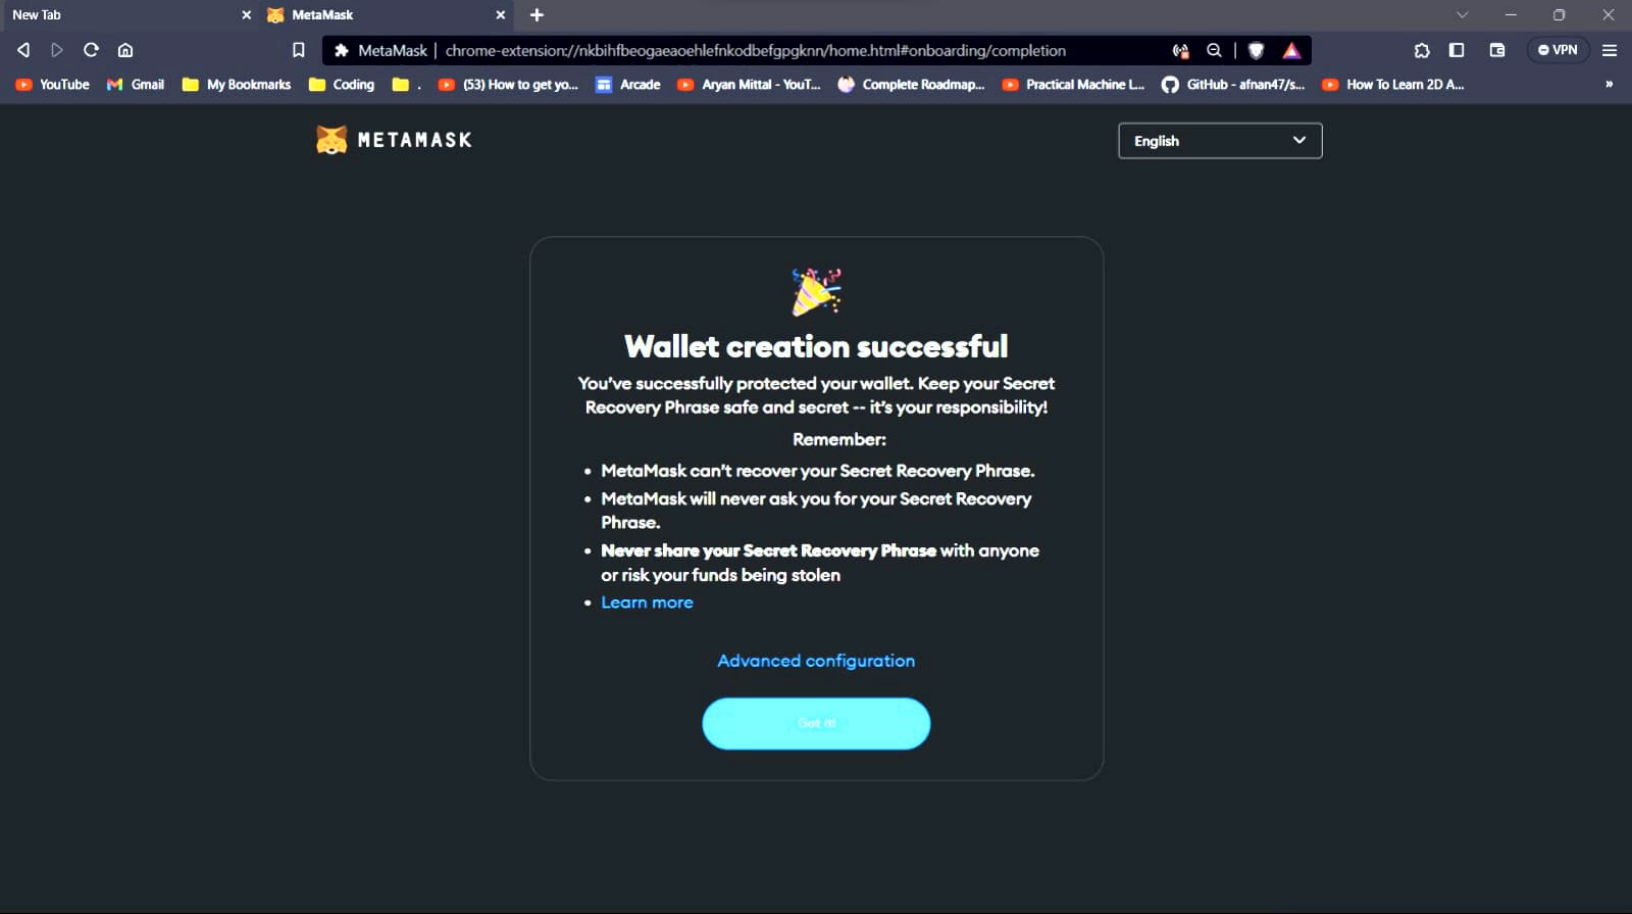 New Tab
MetaMask
MetaMask | chrome-extension://nkbihfbeogaeaoehlefnkodbefgpgknn/home.html#onboarding/completion
VPN
YouTube
Gmail
My Bookmarks
Coding
.
(53) How to get yo...
Arcade
Aryan Mittal - YouT...
Complete Roadmap...
Practical Machine L...
GitHub - afnan47/s...
How To Learn 2D A...
»
METAMASK
English
Wallet creation successful
You've successfully protected your wallet. Keep your Secret
Recovery Phrase safe and secret -- it's your responsibility!
Remember:
• MetaMask can't recover your Secret Recovery Phrase.
• MetaMask will never ask you for your Secret Recovery
Phrase.
• Never share your Secret Recovery Phrase with anyone
or risk your funds being stolen
• Learn more
Advanced configuration
Got it!